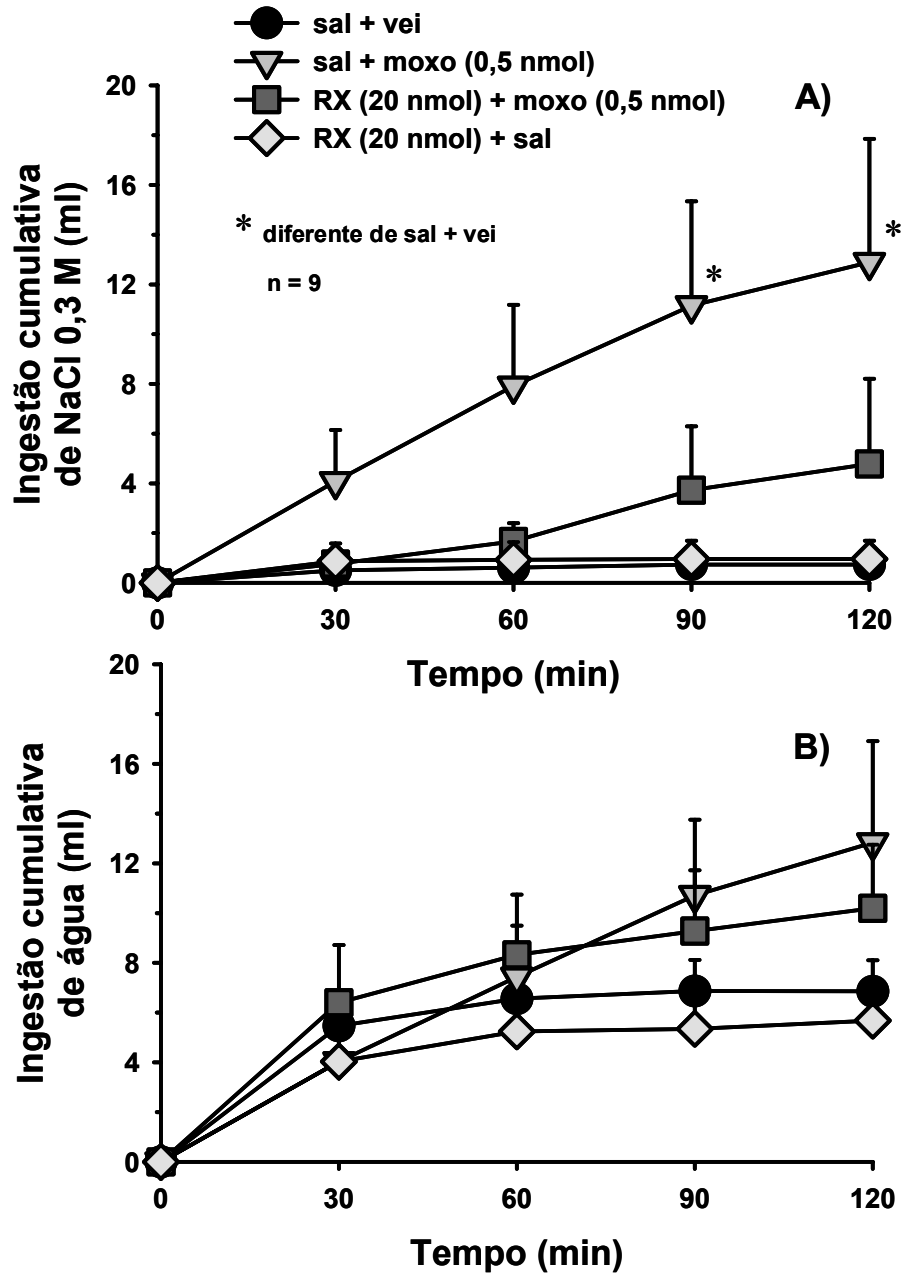 sal + vei
sal + moxo (0,5 nmol)
RX (20 nmol) + moxo (0,5 nmol)
RX (20 nmol) + sal
A)
* diferente de sal + vei
n = 9
Ingestão cumulativa
de NaCl 0,3 M (ml)
20
16
12
8
4
0
*
*
0 30 60 90 120
Tempo (min)
B)
Ingestão cumulativa
de água (ml)
20
16
12
8
4
0
0 30 60 90 120
Tempo (min)